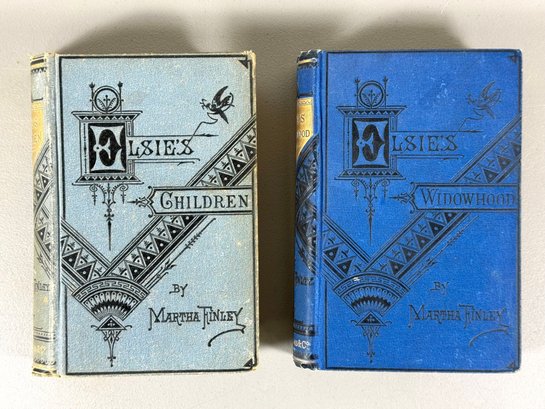 ELSIE'S
CHILDREN
BY
MARTHA FINLEY
ELSIE'S
WIDOWHOOD
BY
MARTHA FINLEY